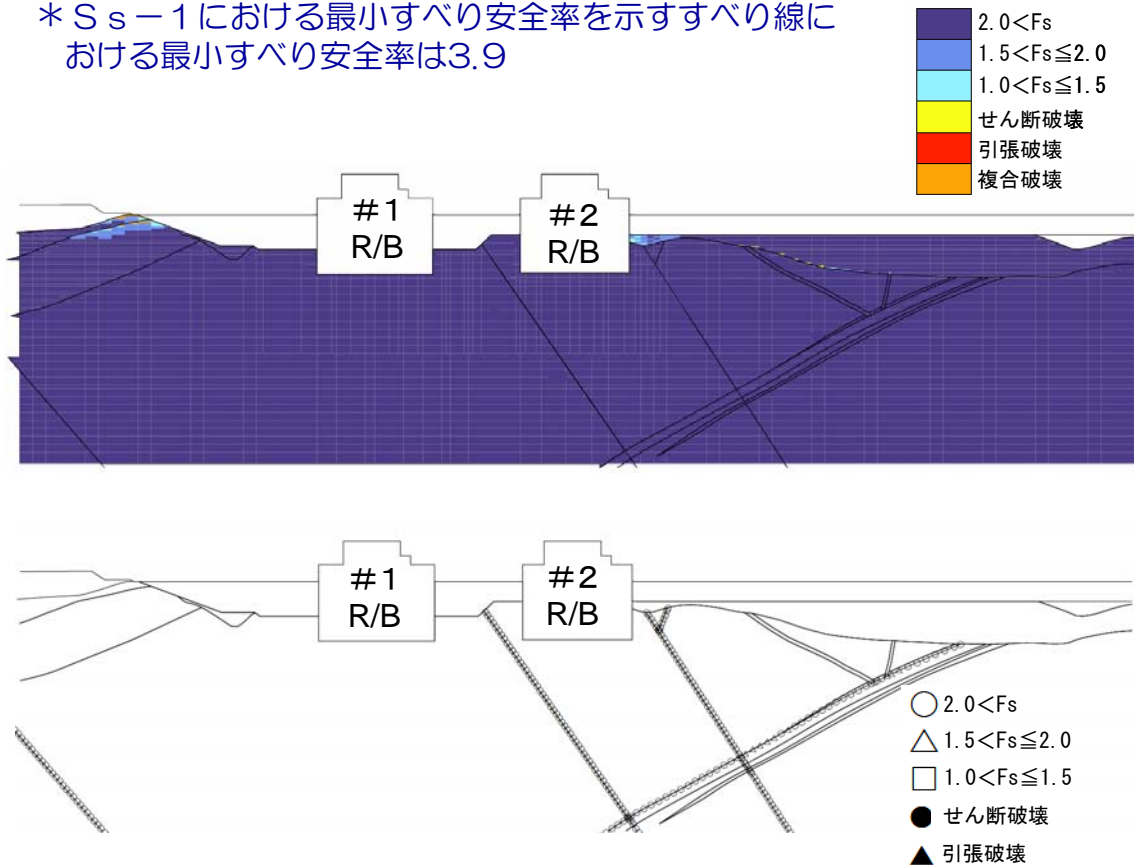 ＊Ｓｓ－１における最小すべり安全率を示すすべり線に
おける最小すべり安全率は3.9
2.0＜Fs
1.5＜Fs≦2.0
1.0＜Fs≦1.5
せん断破壊
引張破壊
複合破壊
＃1
R/B
＃2
R/B
＃1
R/B
＃2
R/B
2.0＜Fs
1.5＜Fs≦2.0
1.0＜Fs≦1.5
せん断破壊
引張破壊